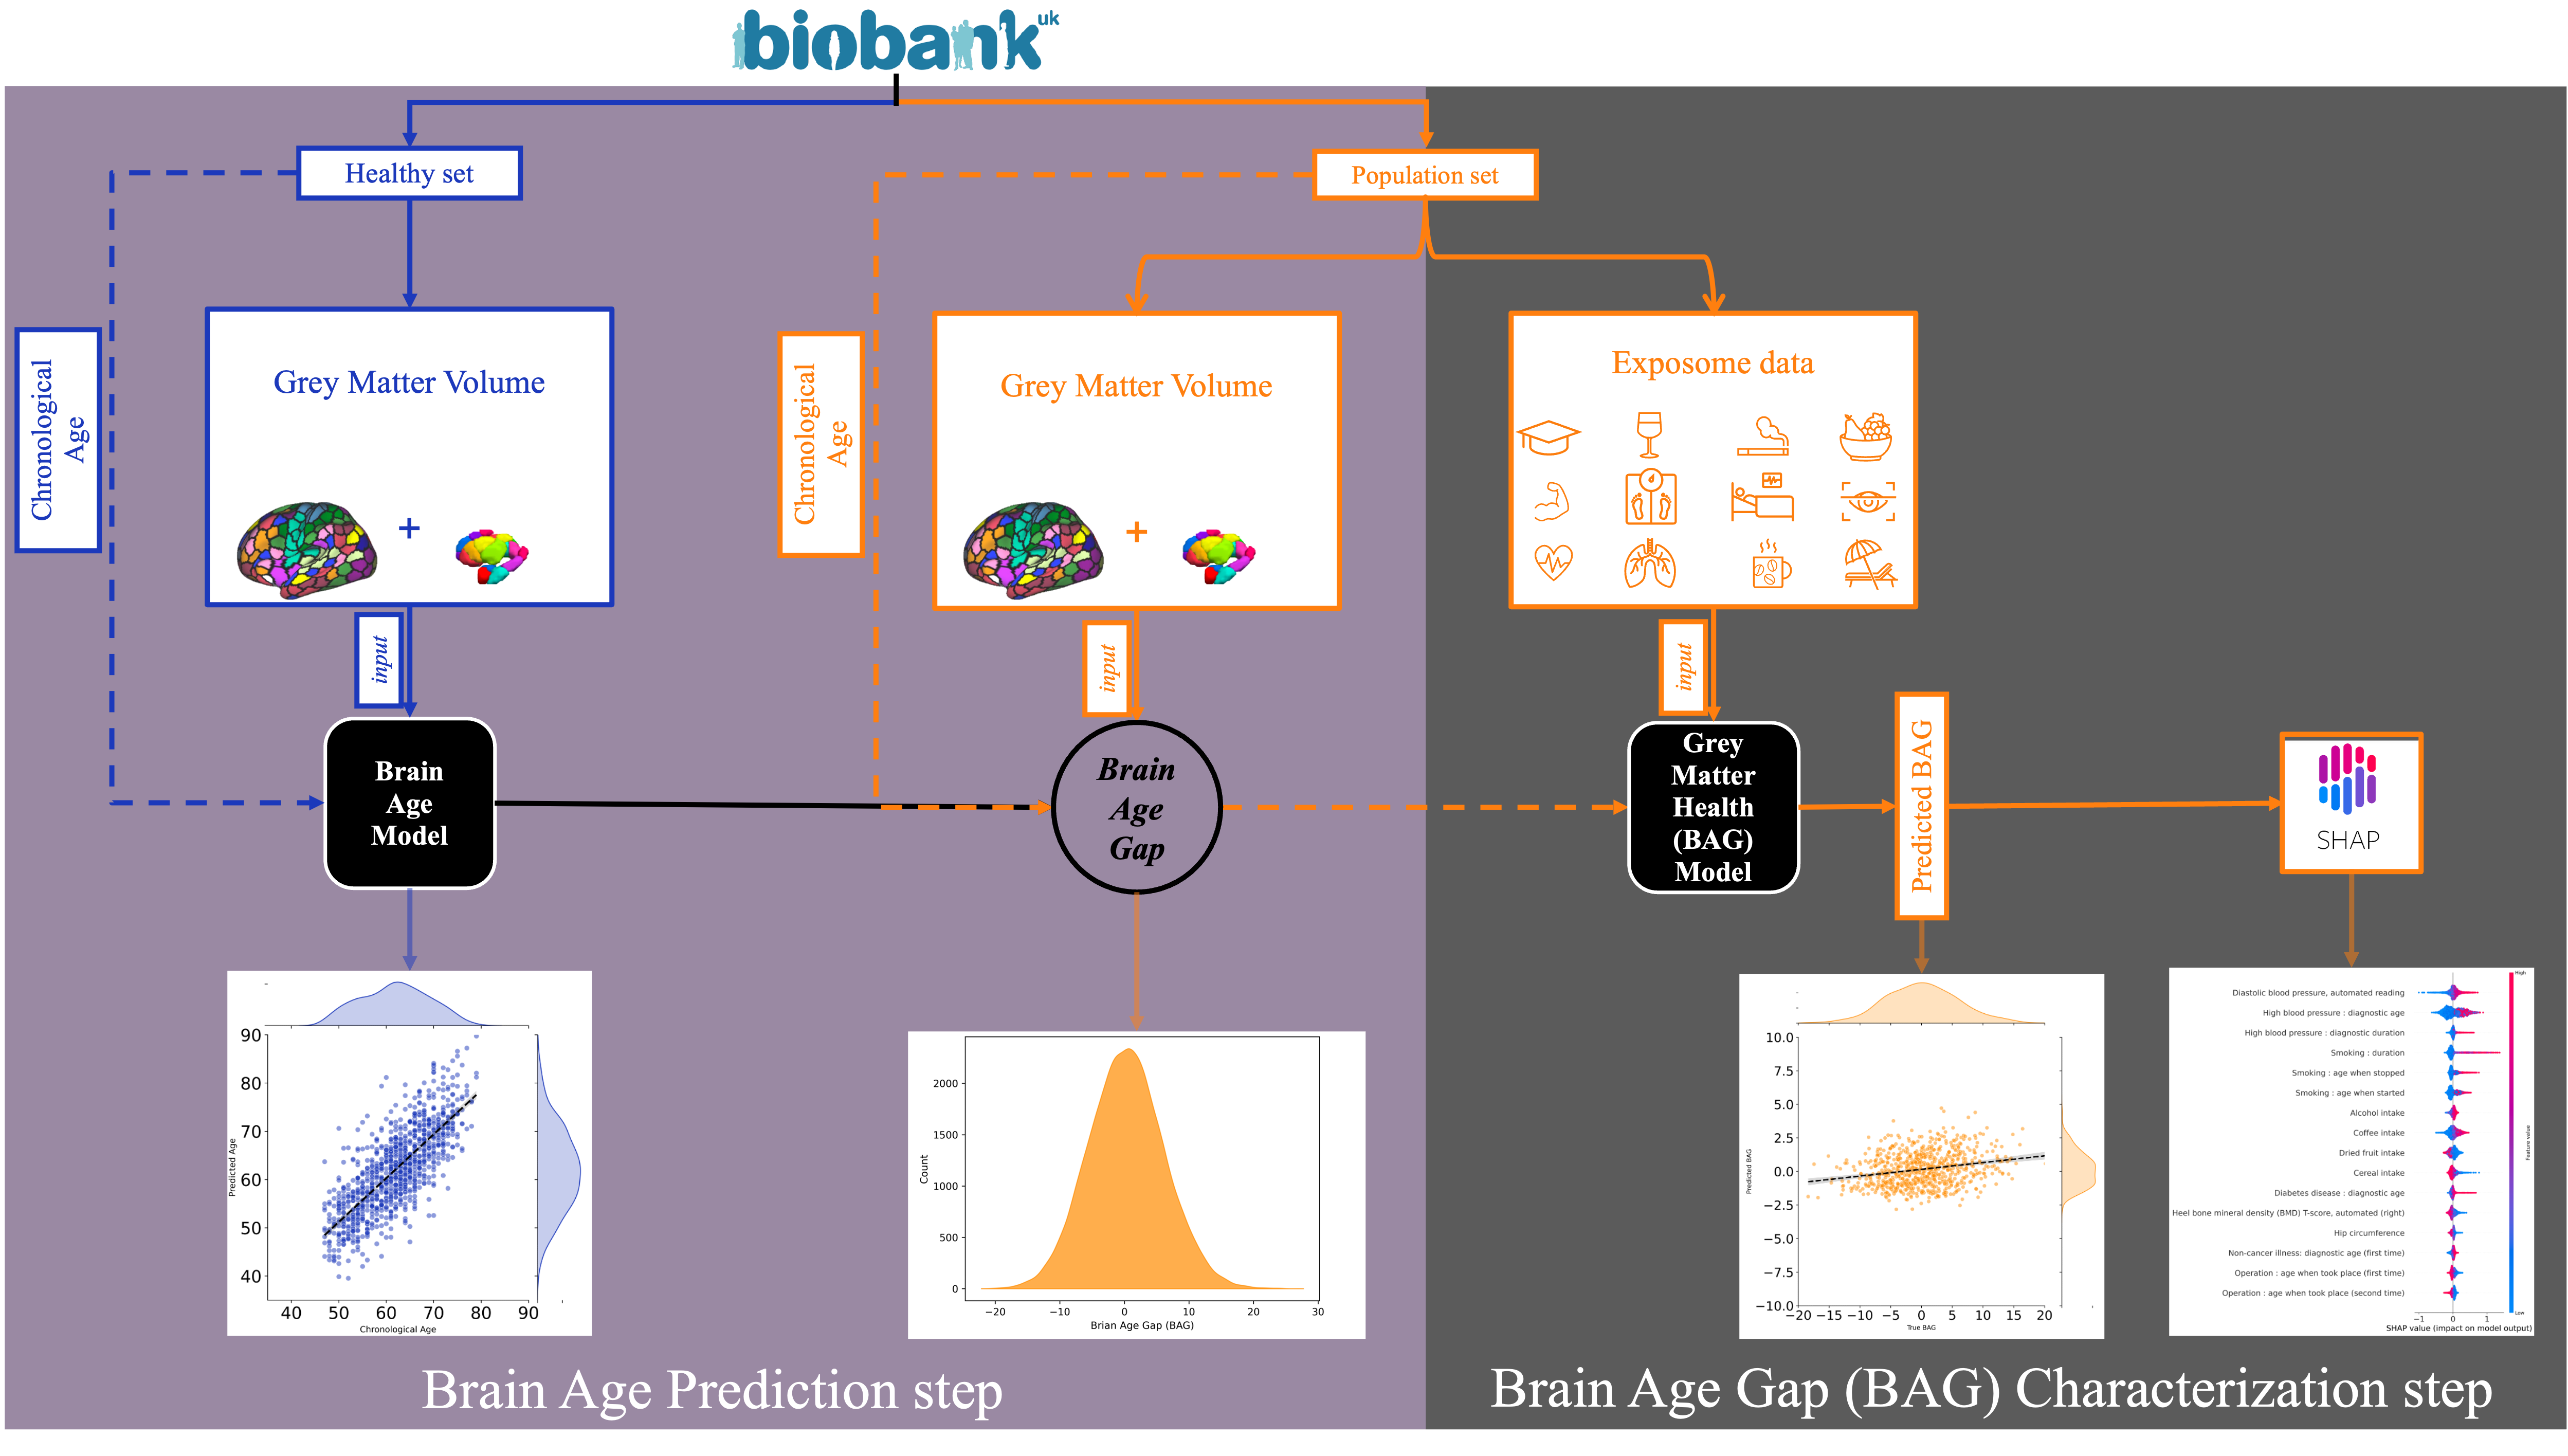 biobank uk
Healthy set
Population set
Chronological
Age
Grey Matter Volume
+
Chronological
Age
Grey Matter Volume
+
Exposome data
input
input
input
Brain
Age
Model
Brain
Age
Gap
Grey
Matter
Health
(BAG)
Model
Predicted BAG
SHAP
90
80
70
60
50
40
Predicted Age
40 50 60 70 80 90
Chronological Age
2000
1500
1000
500
0
Count
−20 −10 0 10 20 30
Brian Age Gap (BAG)
10.0
7.5
5.0
2.5
0.0
−2.5
−5.0
−7.5
−10.0
Predicted BAG
−20 −15 −10 −5 0 5 10 15 20
True BAG
High
Diastolic blood pressure, automated reading
High blood pressure : diagnostic age
High blood pressure : diagnostic duration
Smoking : duration
Smoking : age when stopped
Smoking : age when started
Alcohol intake
Coffee intake
Dried fruit intake
Cereal intake
Diabetes disease : diagnostic age
Heel bone mineral density (BMD) T-score, automated (right)
Hip circumference
Non-cancer illness: diagnostic age (first time)
Operation : age when took place (first time)
Operation : age when took place (second time)
Feature value
Low
−1 0 1
SHAP value (impact on model output)
Brain Age Prediction step
Brain Age Gap (BAG) Characterization step